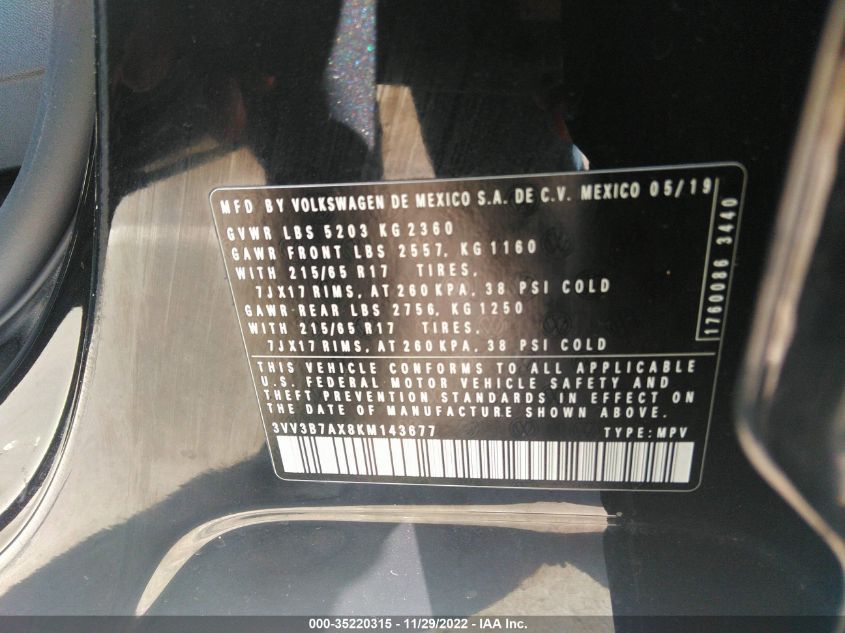 MFD BY VOLKSWAGEN DE MEXICO S.A. DE C.V. MEXICO 05/19
GVWR LBS 5203 KG 2360
GAWR FRONT LBS 2557, KG 1160
WITH 215/65 R17 TIRES,
7JX17 RIMS, AT 260 KPA, 38 PSI COLD
GAWR REAR LBS 2756, KG 1250
WITH 215/65 R17 TIRES,
7JX17 RIMS, AT 260 KPA, 38 PSI COLD
THIS VEHICLE CONFORMS TO ALL APPLICABLE
U.S. FEDERAL MOTOR VEHICLE SAFETY AND
THEFT PREVENTION STANDARDS IN EFFECT ON
THE DATE OF MANUFACTURE SHOWN ABOVE.
3VV3B7AX8KM143677 TYPE:MPV
1760086 3440
000-35220315 - 11/29/2022 - IAA Inc.